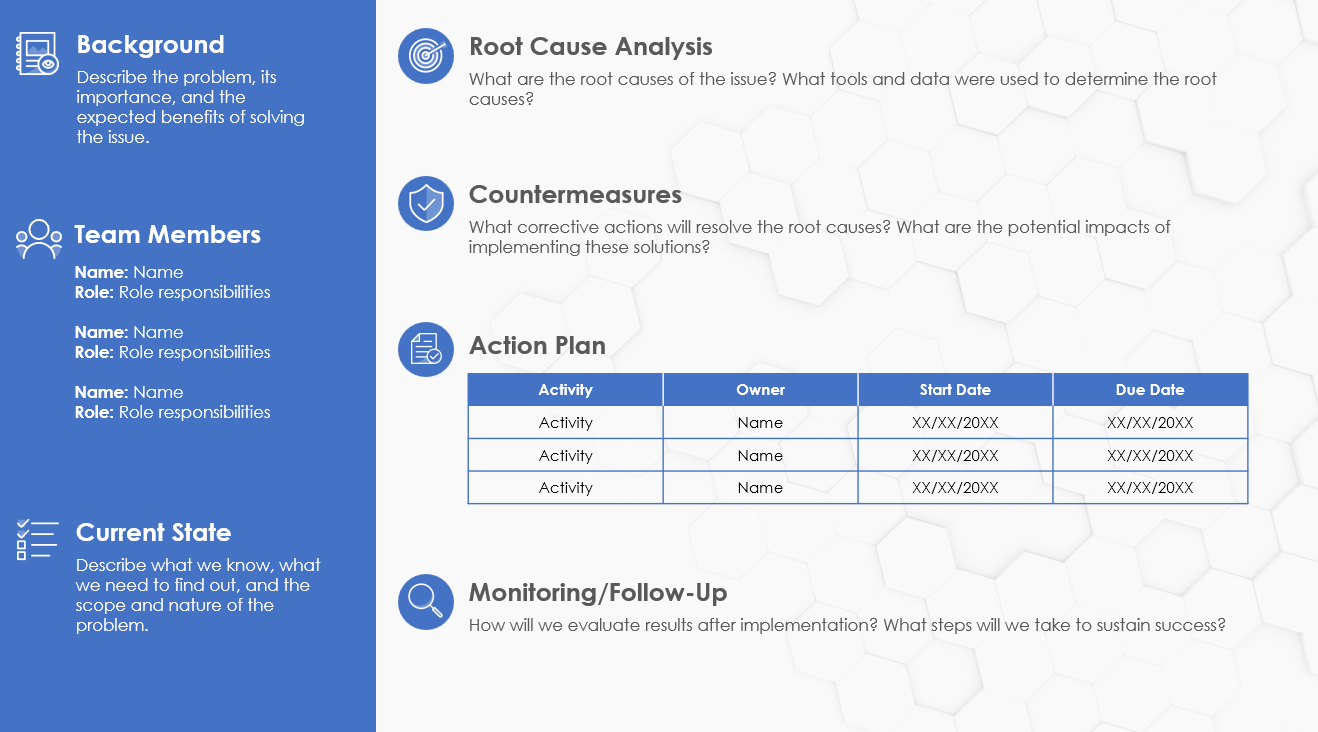 Background
Describe the problem, its
importance, and the
expected benefits of solving
the issue.
Team Members
Name: Name
Role: Role responsibilities
Name: Name
Role: Role responsibilities
Name: Name
Role: Role responsibilities
Current State
Describe what we know, what
we need to find out, and the
scope and nature of the
problem.
Root Cause Analysis
What are the root causes of the issue? What tools and data were used to determine the root
causes?
Countermeasures
What corrective actions will resolve the root causes? What are the potential impacts of
implementing these solutions?
Action Plan
Activity Owner Start Date Due Date
Activity Name XX/XX/20XX XX/XX/20XX
Activity Name XX/XX/20XX XX/XX/20XX
Activity Name XX/XX/20XX XX/XX/20XX
Monitoring/Follow-Up
How will we evaluate results after implementation? What steps will we take to sustain success?